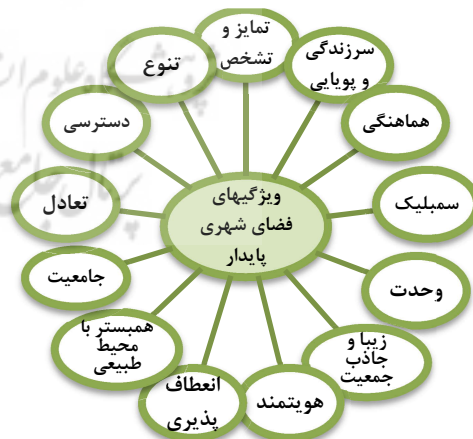 تمایز و
تشخص
سرزندگی
و پویایی
هماهنگی
سمبلیک
وحدت
زیبا و
جاذب
جمعیت
هویتمند
انعطاف
پذیری
همبستر با
محیط
طبیعی
جامعیت
تعادل
دسترسی
تنوع
ویژگیهای
فضای شهری
پایدار